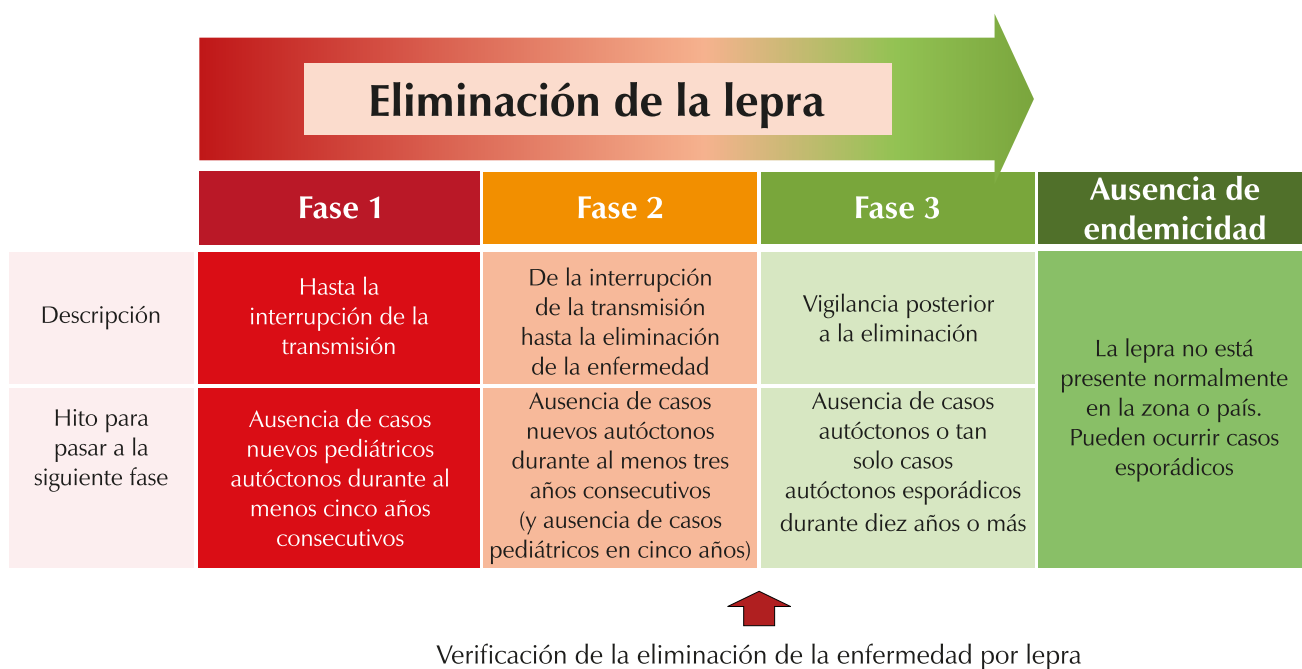 Eliminación de la lepra
Fase 1
Fase 2
Fase 3
Ausencia de
endemicidad
Descripción
Hasta la
interrupción de la
transmisión
De la interrupción
de la transmisión
hasta la eliminación
de la enfermedad
Vigilancia posterior
a la eliminación
La lepra no está
presente normalmente
en la zona o país.
Pueden ocurrir casos
esporádicos
Hito para
pasar a la
siguiente fase
Ausencia de casos
nuevos pediátricos
autóctonos durante al
menos cinco años
consecutivos
Ausencia de casos
nuevos autóctonos
durante al menos tres
años consecutivos
(y ausencia de casos
pediátricos en cinco años)
Ausencia de casos
autóctonos o tan
solo casos
autóctonos esporádicos
durante diez años o más
Verificación de la eliminación de la enfermedad por lepra